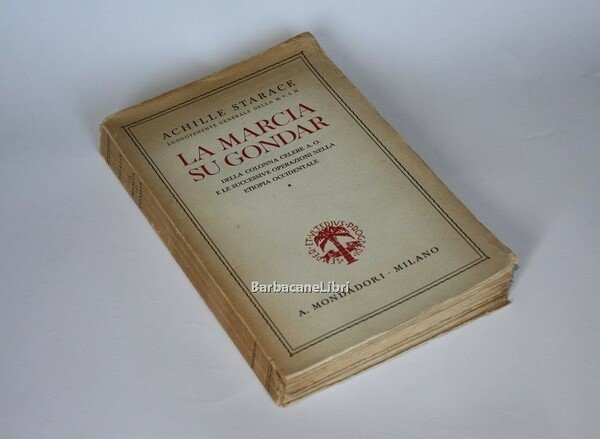 ACHILLE STARACE
LUOGOTENENTE GENERALE DELLA M.V.S.N.
LA MARCIA
SU GONDAR
DELLA COLONNA CELERE A.O.
E LE SUCCESSIVE OPERAZIONI NELLA
ETIOPIA OCCIDENTALE
*
A. MONDADORI · MILANO
BarbacaneLibri